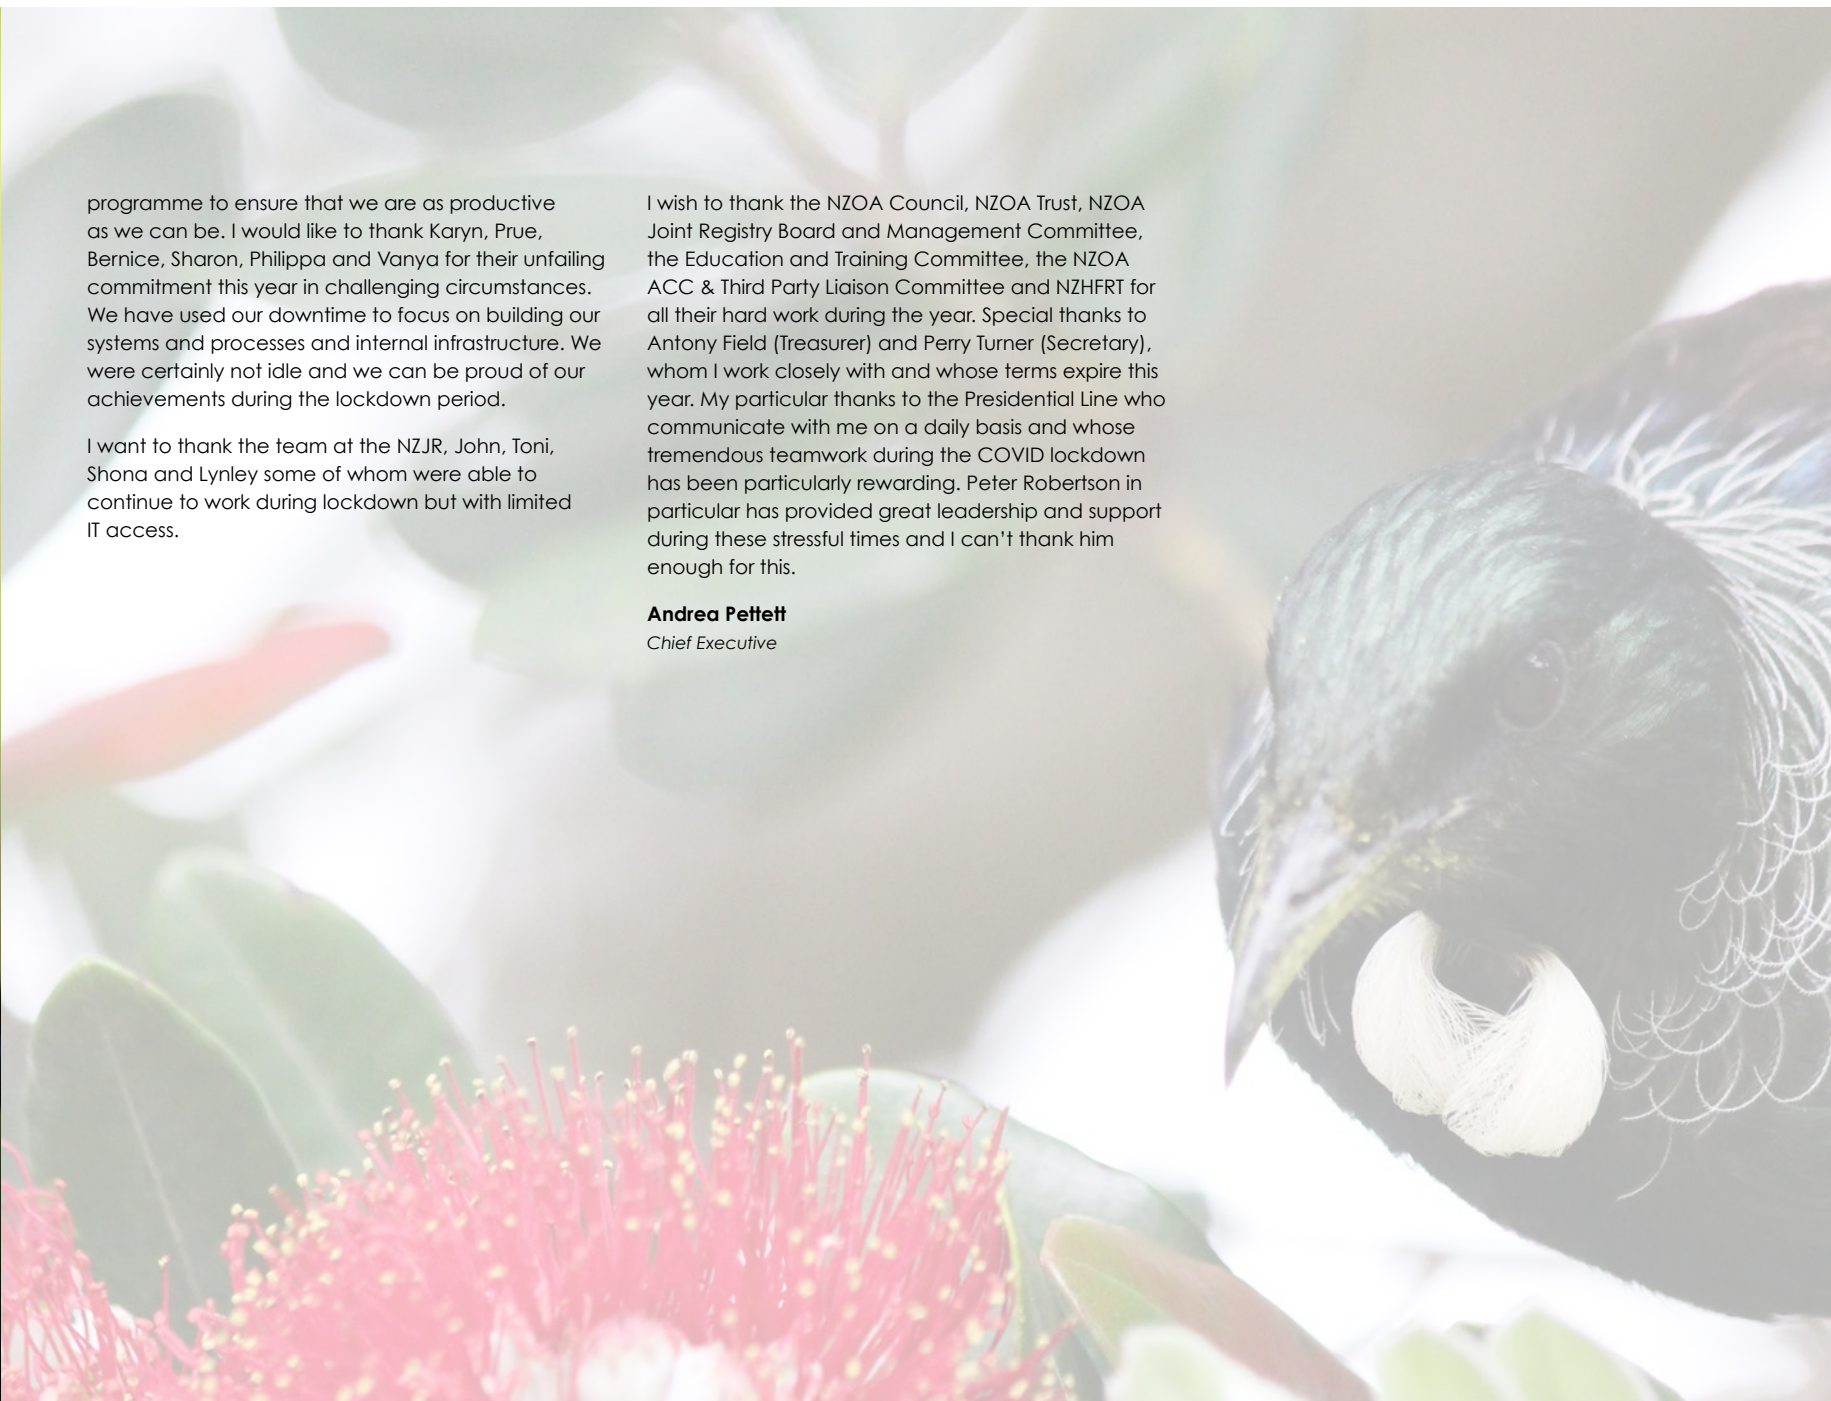 programme to ensure that we are as productive
as we can be. I would like to thank Karyn, Prue,
Bernice, Sharon, Philippa and Vanya for their unfailing
commitment this year in challenging circumstances.
We have used our downtime to focus on building our
systems and processes and internal infrastructure. We
were certainly not idle and we can be proud of our
achievements during the lockdown period.
I want to thank the team at the NZJR, John, Toni,
Shona and Lynley some of whom were able to
continue to work during lockdown but with limited
IT access.
I wish to thank the NZOA Council, NZOA Trust, NZOA
Joint Registry Board and Management Committee,
the Education and Training Committee, the NZOA
ACC & Third Party Liaison Committee and NZHFRT for
all their hard work during the year. Special thanks to
Antony Field (Treasurer) and Perry Turner (Secretary),
whom I work closely with and whose terms expire this
year. My particular thanks to the Presidential Line who
communicate with me on a daily basis and whose
tremendous teamwork during the COVID lockdown
has been particularly rewarding. Peter Robertson in
particular has provided great leadership and support
during these stressful times and I can’t thank him
enough for this.
Andrea Pettett
Chief Executive